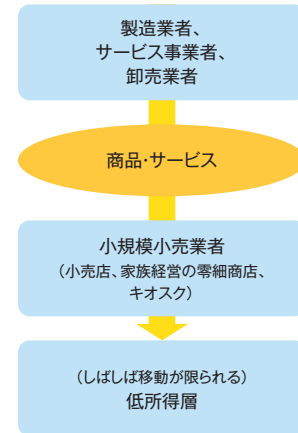 製造業者、
サービス事業者、
卸売業者
商品・サービス
小規模小売業者
（小売店、家族経営の零細商店、
キオスク）
（しばしば移動が限られる）
低所得層